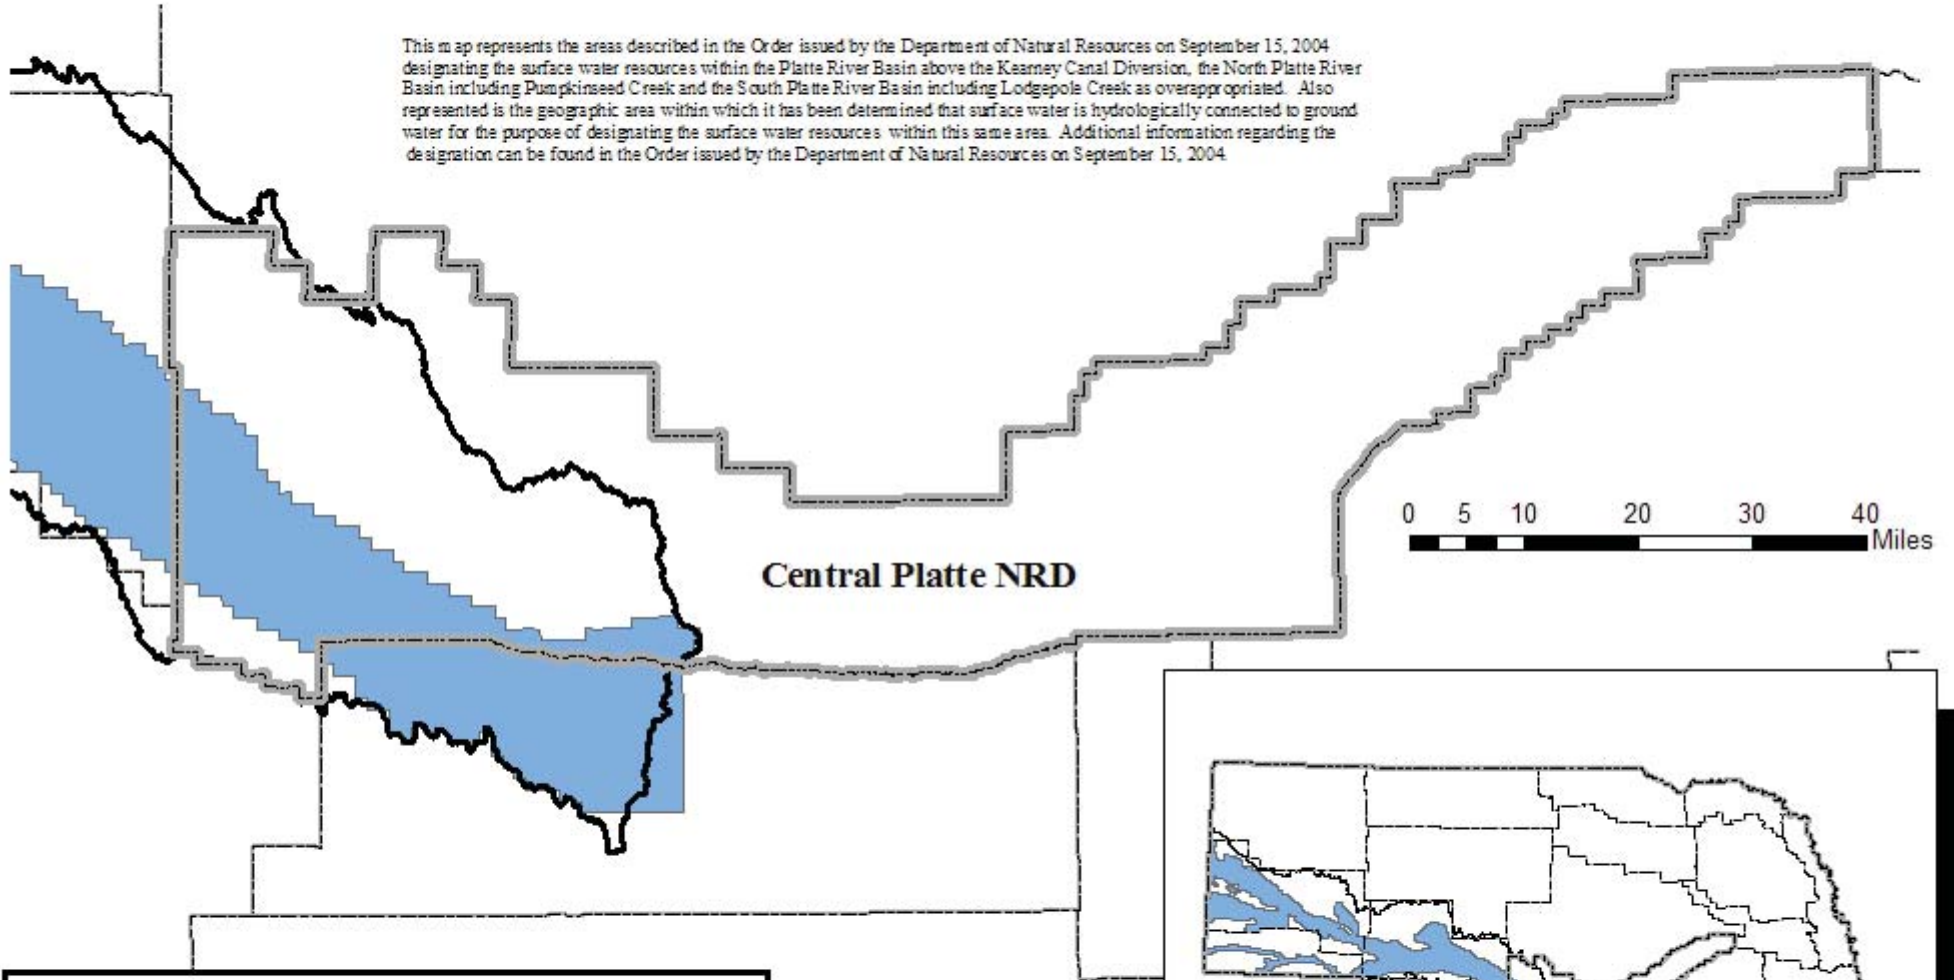 This map represents the areas described in the Order issued by the Department of Natural Resources on September 15, 2004
designating the surface water resources within the Platte River Basin above the Kearney Canal Diversion, the North Platte River
Basin including Pumpkinseed Creek and the South Platte River Basin including Lodgepole Creek as overappropriated. Also
represented is the geographic area within which it has been determined that surface water is hydrologically connected to ground
water for the purpose of designating the surface water resources within this same area. Additional information regarding the
designation can be found in the Order issued by the Department of Natural Resources on September 15, 2004.
0 5 10 20 30 40
Miles
Central Platte NRD